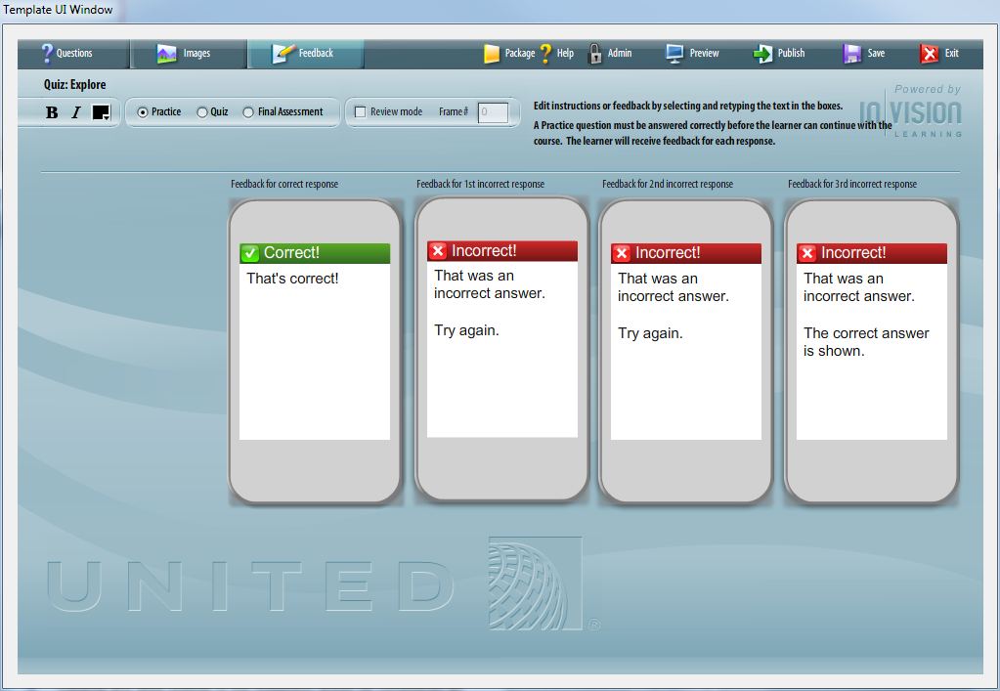 Template UI Window
Questions
Images
Feedback
Package
Help
Admin
Preview
Publish
Save
Exit
Quiz: Explore
B I
Practice
Quiz
Final Assessment
Review mode
Frame #
0
Edit instructions or feedback by selecting and retyping the text in the boxes.
A Practice question must be answered correctly before the learner can continue with the
course. The learner will receive feedback for each response.
Powered by
INVISION
LEARNING
Feedback for correct response
Correct!
That's correct!
Feedback for 1st incorrect response
Incorrect!
That was an
incorrect answer.
Try again.
Feedback for 2nd incorrect response
Incorrect!
That was an
incorrect answer.
Try again.
Feedback for 3rd incorrect response
Incorrect!
That was an
incorrect answer.
The correct answer
is shown.
UNITED
®